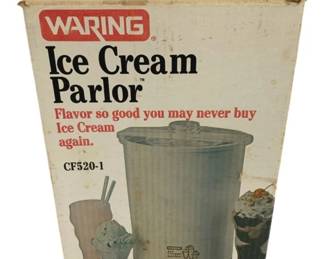 WARING
Ice Cream
Parlor™
Flavor so good you may never buy
Ice Cream
again.
CF520-1